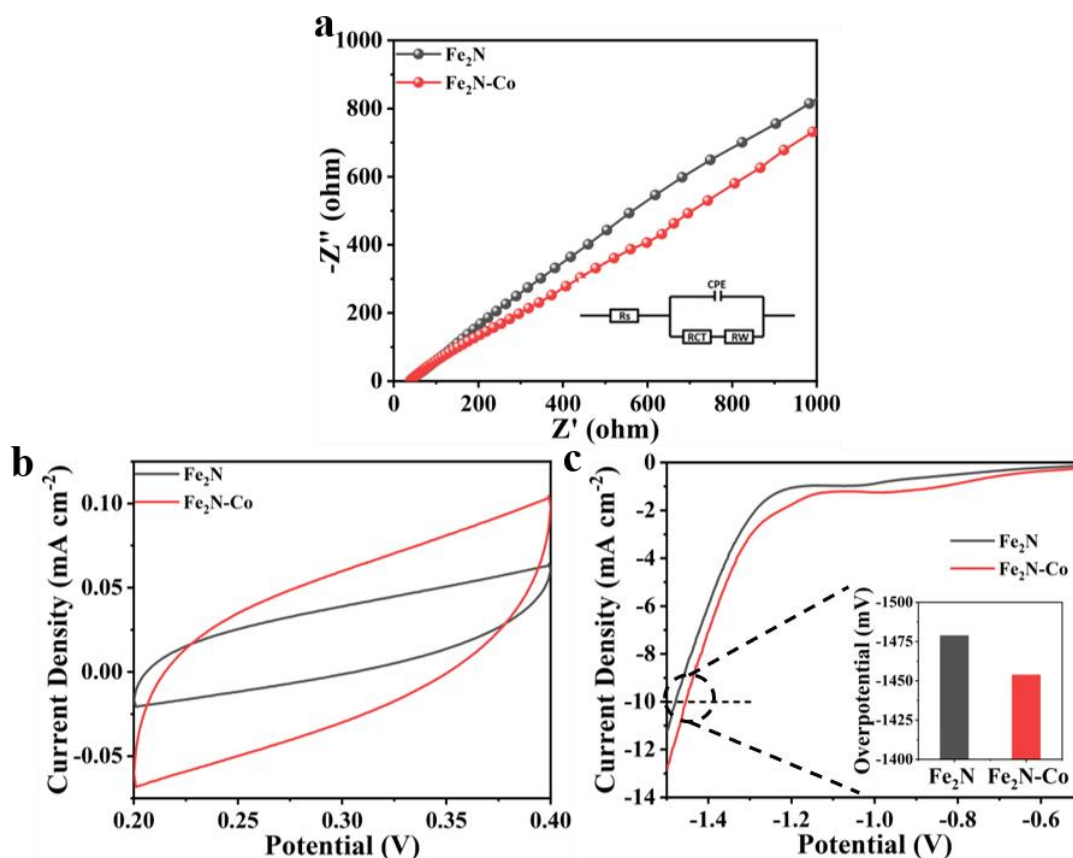 a
1000
800
600
400
200
0
-Z" (ohm)
Fe₂N
Fe₂N-Co
CPE
Rs
RCT
RW
0 200 400 600 800 1000
Z' (ohm)
b
0.10
0.05
0.00
-0.05
Current Density (mA cm⁻²)
Fe₂N
Fe₂N-Co
0.20 0.25 0.30 0.35 0.40
Potential (V)
c
0
-2
-4
-6
-8
-10
-12
-14
Current Density (mA cm⁻²)
Fe₂N
Fe₂N-Co
-1500
-1475
-1450
-1425
-1400
Overpotential (mV)
Fe₂N Fe₂N-Co
-1.4 -1.2 -1.0 -0.8 -0.6
Potential (V)